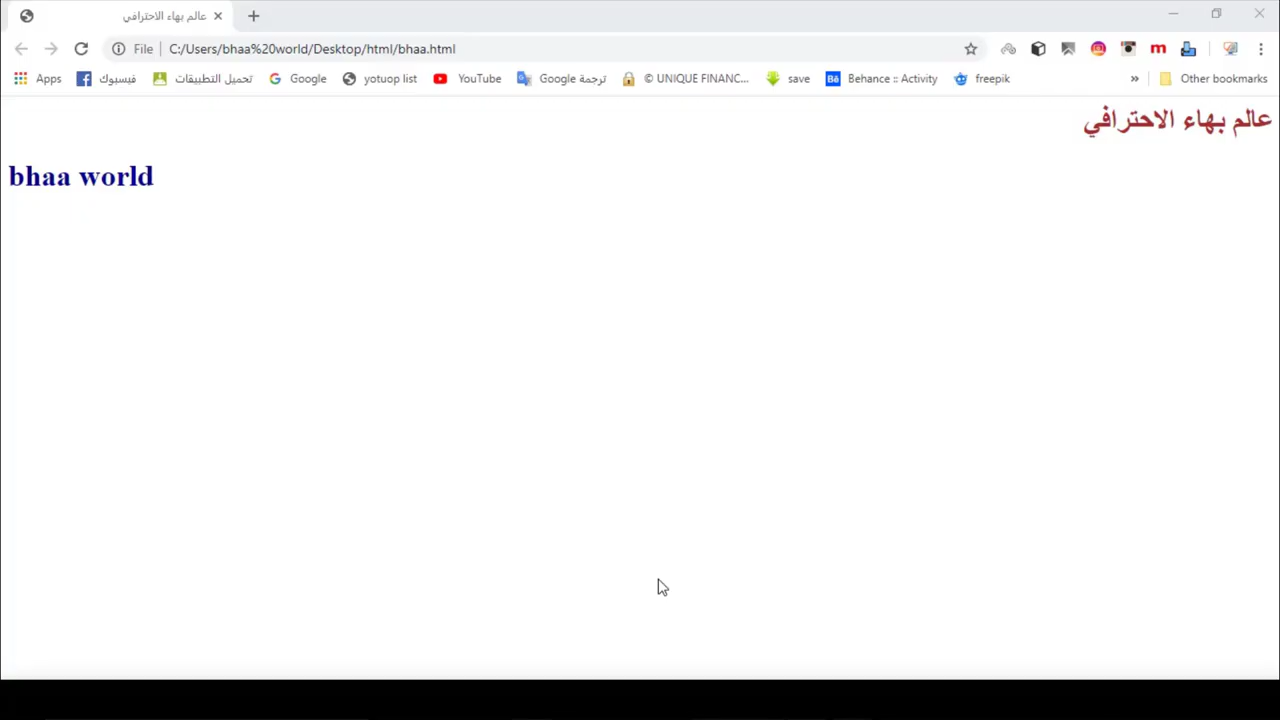 عالم بهاء الاحترافي
File C:/Users/bhaa%20world/Desktop/html/bhaa.html
Apps فيسبوك تحميل التطبيقات Google yotuop list YouTube ترجمة Google © UNIQUE FINANC... save Behance :: Activity freepik » Other bookmarks
عالم بهاء الاحترافي
bhaa world